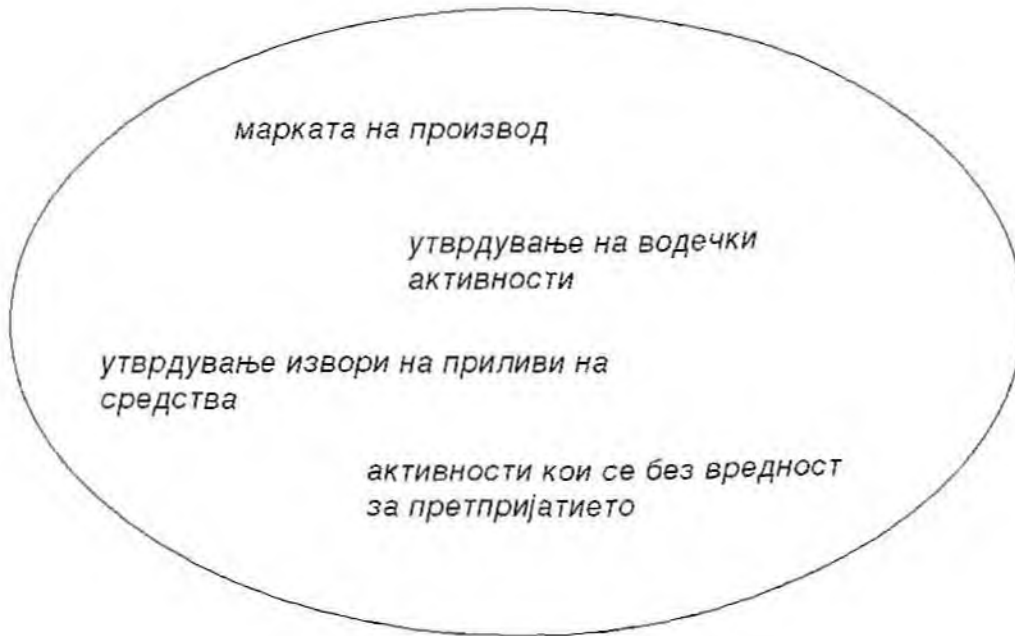 марката на производ
утврдување на водечки
активности
утврдување извори на приливи на
средства
активности кои се без вредност
за претпријатието